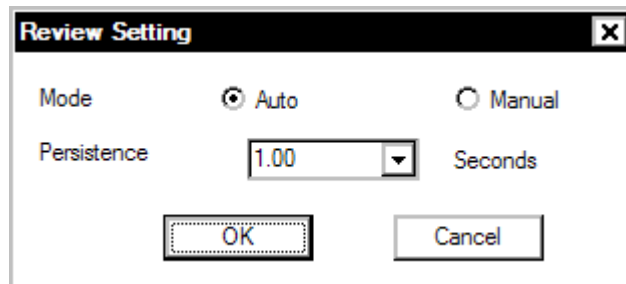 Review Setting
Mode Auto Manual
Persistence 1.00 Seconds
OK Cancel